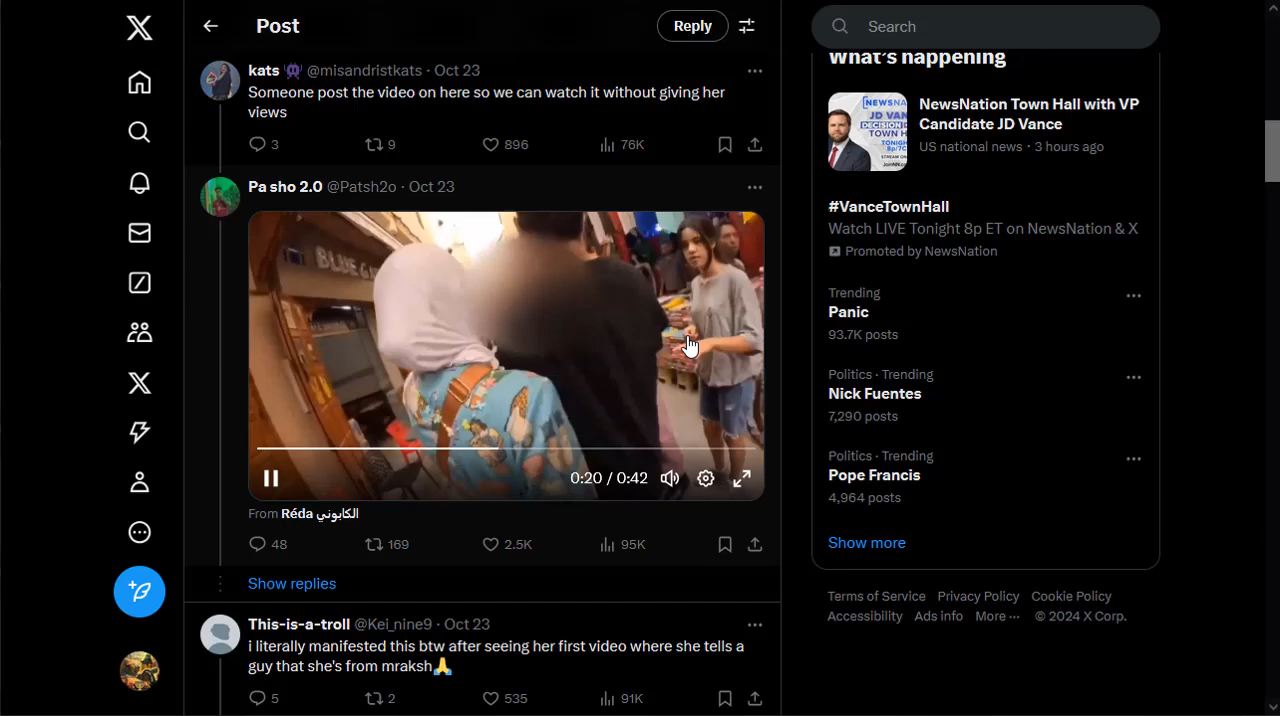 Post
Reply
kats @misandristkats · Oct 23
Someone post the video on here so we can watch it without giving her
views
3 9 896 76K
Pa sho 2.0 @Patsh2o · Oct 23
0:20 / 0:42
From Réda الكابوني
48 169 2.5K 95K
Show replies
This-is-a-troll @Kei_nine9 · Oct 23
i literally manifested this btw after seeing her first video where she tells a
guy that she's from mraksh🙏
5 2 535 91K
Search
What's happening
NewsNation Town Hall with VP
Candidate JD Vance
US national news · 3 hours ago
#VanceTownHall
Watch LIVE Tonight 8p ET on NewsNation & X
Promoted by NewsNation
Trending
Panic
93.7K posts
Politics · Trending
Nick Fuentes
7,290 posts
Politics · Trending
Pope Francis
4,964 posts
Show more
Terms of Service Privacy Policy Cookie Policy
Accessibility Ads info More ··· © 2024 X Corp.